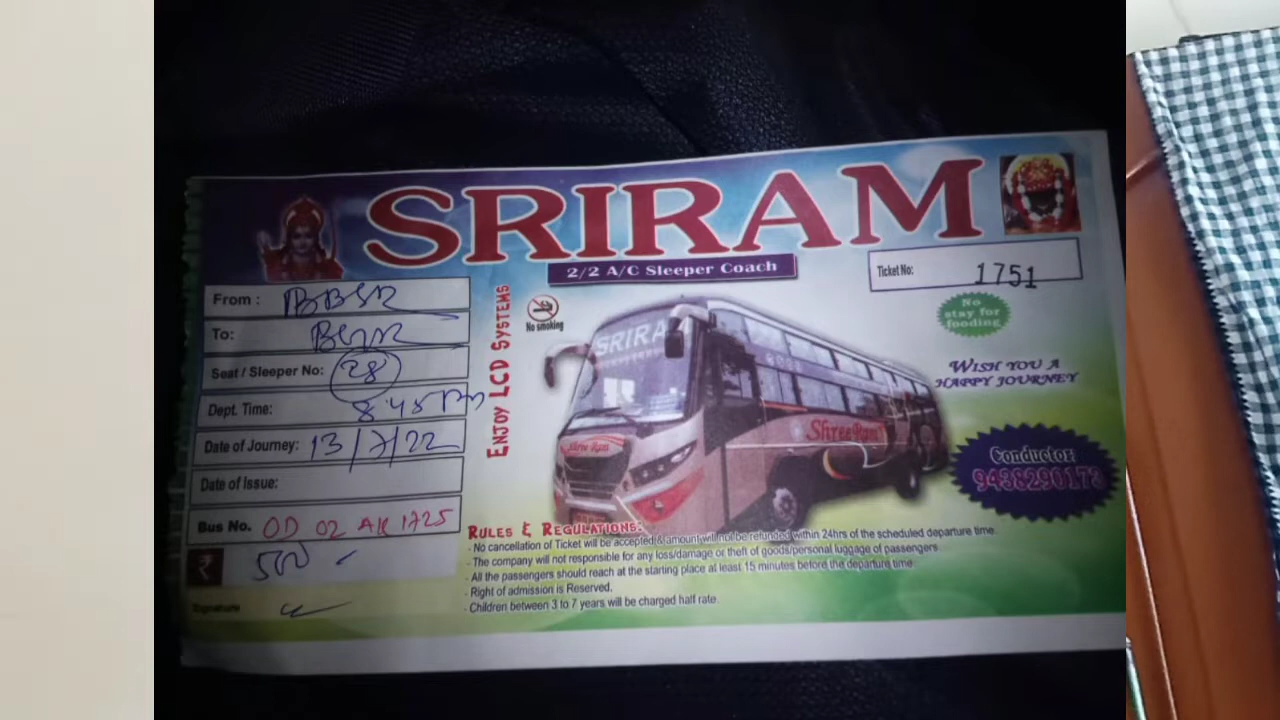 SRIRAM
2/2 A/C Sleeper Coach
Ticket No: 1751
From : BBSR
To:
Seat / Sleeper No: 28
Dept. Time: 8.45 Pm
Date of Journey: 13/7/22
Date of Issue:
Bus No. OD 02 AK 1725
₹ 500 -
Signature
ENJOY LCD SYSTEMS
No smoking
No
stay for
fooding
WISH YOU A
HAPPY JOURNEY
SRIRA
Shree Ram
ShreeRam
Conductor
9438290173
RULES & REGULATIONS:
- No cancellation of Ticket will be accepted & amount will not be refunded within 24hrs of the scheduled departure time.
- The company will not responsible for any loss/damage or theft of goods/personal luggage of passengers
- All the passengers should reach at the starting place at least 15 minutes before the departure time.
- Right of admission is Reserved.
- Children between 3 to 7 years will be charged half rate.